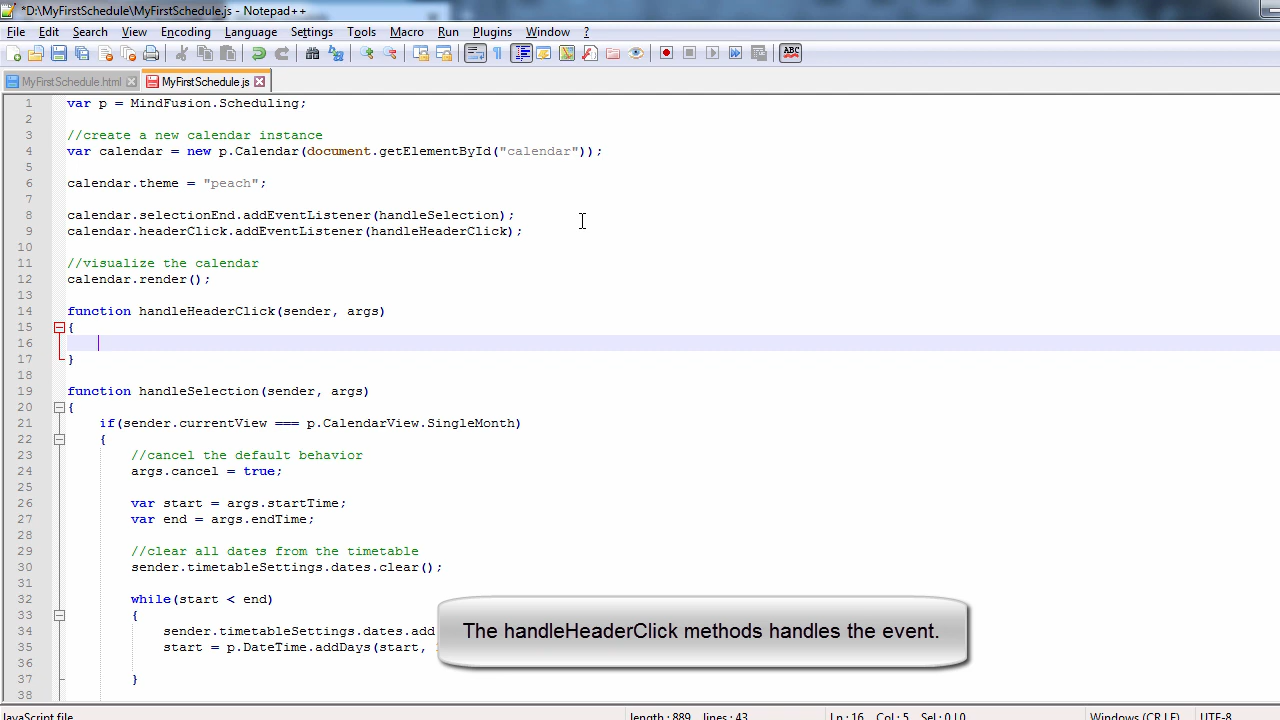 *D:\MyFirstSchedule\MyFirstSchedule.js - Notepad++
File Edit Search View Encoding Language Settings Tools Macro Run Plugins Window ?
ABC
MyFirstSchedule.html MyFirstSchedule.js
1 var p = MindFusion.Scheduling;
2
3 //create a new calendar instance
4 var calendar = new p.Calendar(document.getElementById("calendar"));
5
6 calendar.theme = "peach";
7
8 calendar.selectionEnd.addEventListener(handleSelection);
9 calendar.headerClick.addEventListener(handleHeaderClick);
10
11 //visualize the calendar
12 calendar.render();
13
14 function handleHeaderClick(sender, args)
15 {
16
17 }
18
19 function handleSelection(sender, args)
20 {
21 if(sender.currentView === p.CalendarView.SingleMonth)
22 {
23 //cancel the default behavior
24 args.cancel = true;
25
26 var start = args.startTime;
27 var end = args.endTime;
28
29 //clear all dates from the timetable
30 sender.timetableSettings.dates.clear();
31
32 while(start < end)
33 {
34 sender.timetableSettings.dates.add
35 start = p.DateTime.addDays(start,
36
37 }
38
The handleHeaderClick methods handles the event.
JavaScript file length : 889 lines : 43 Ln : 16 Col : 5 Sel : 0 | 0 Windows (CR LF) UTF-8